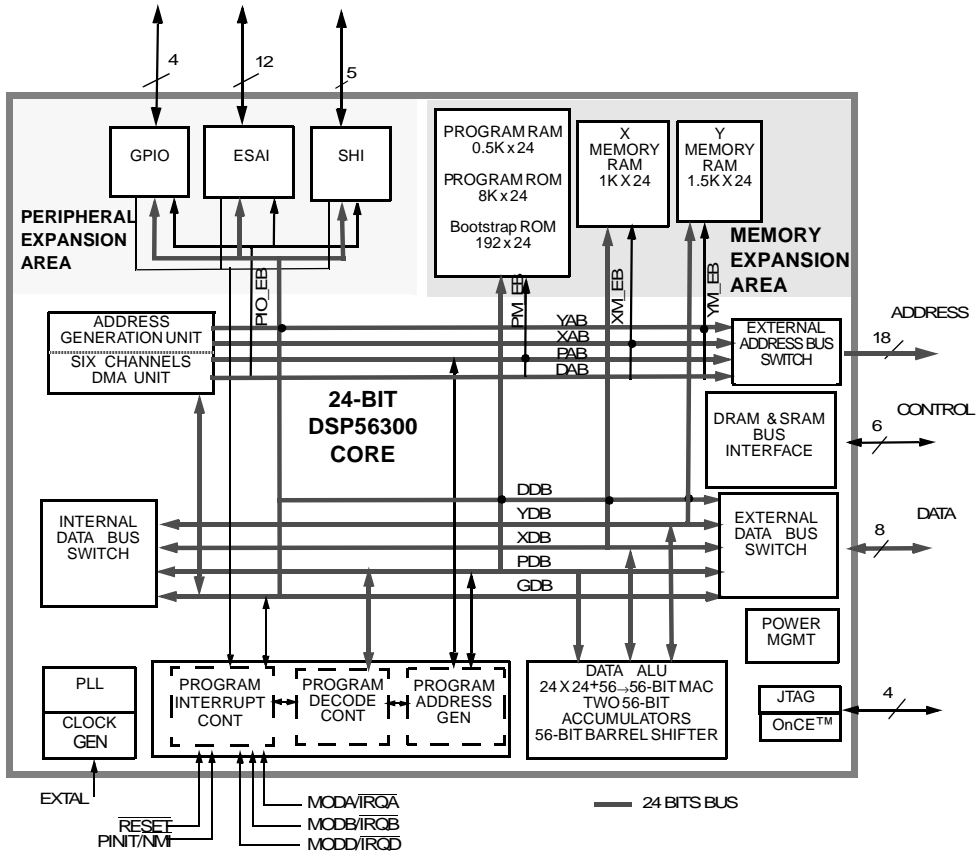 4
12
5
GPIO
ESAI
SHI
PERIPHERAL
EXPANSION
AREA
PROGRAM RAM
0.5K x 24
PROGRAM ROM
8K x 24
Bootstrap ROM
192 x 24
X
MEMORY
RAM
1K X 24
Y
MEMORY
RAM
1.5K X 24
MEMORY
EXPANSION
AREA
PIO_EB
PM_EB
XM_EB
YM_EB
ADDRESS
GENERATION UNIT
SIX CHANNELS
DMA UNIT
YAB
XAB
PAB
DAB
EXTERNAL
ADDRESS BUS
SWITCH
ADDRESS
18
24-BIT
DSP56300
CORE
DRAM & SRAM
BUS
INTERFACE
CONTROL
6
INTERNAL
DATA BUS
SWITCH
DDB
YDB
XDB
PDB
GDB
EXTERNAL
DATA BUS
SWITCH
DATA
8
POWER
MGMT
PLL
CLOCK
GEN
PROGRAM
INTERRUPT
CONT
PROGRAM
DECODE
CONT
PROGRAM
ADDRESS
GEN
DATA ALU
24 X 24+56→56-BIT MAC
TWO 56-BIT
ACCUMULATORS
56-BIT BARREL SHIFTER
JTAG
OnCE™
4
EXTAL
RESET
PINIT/NMI
MODA/IRQA
MODB/IRQB
MODD/IRQD
24 BITS BUS